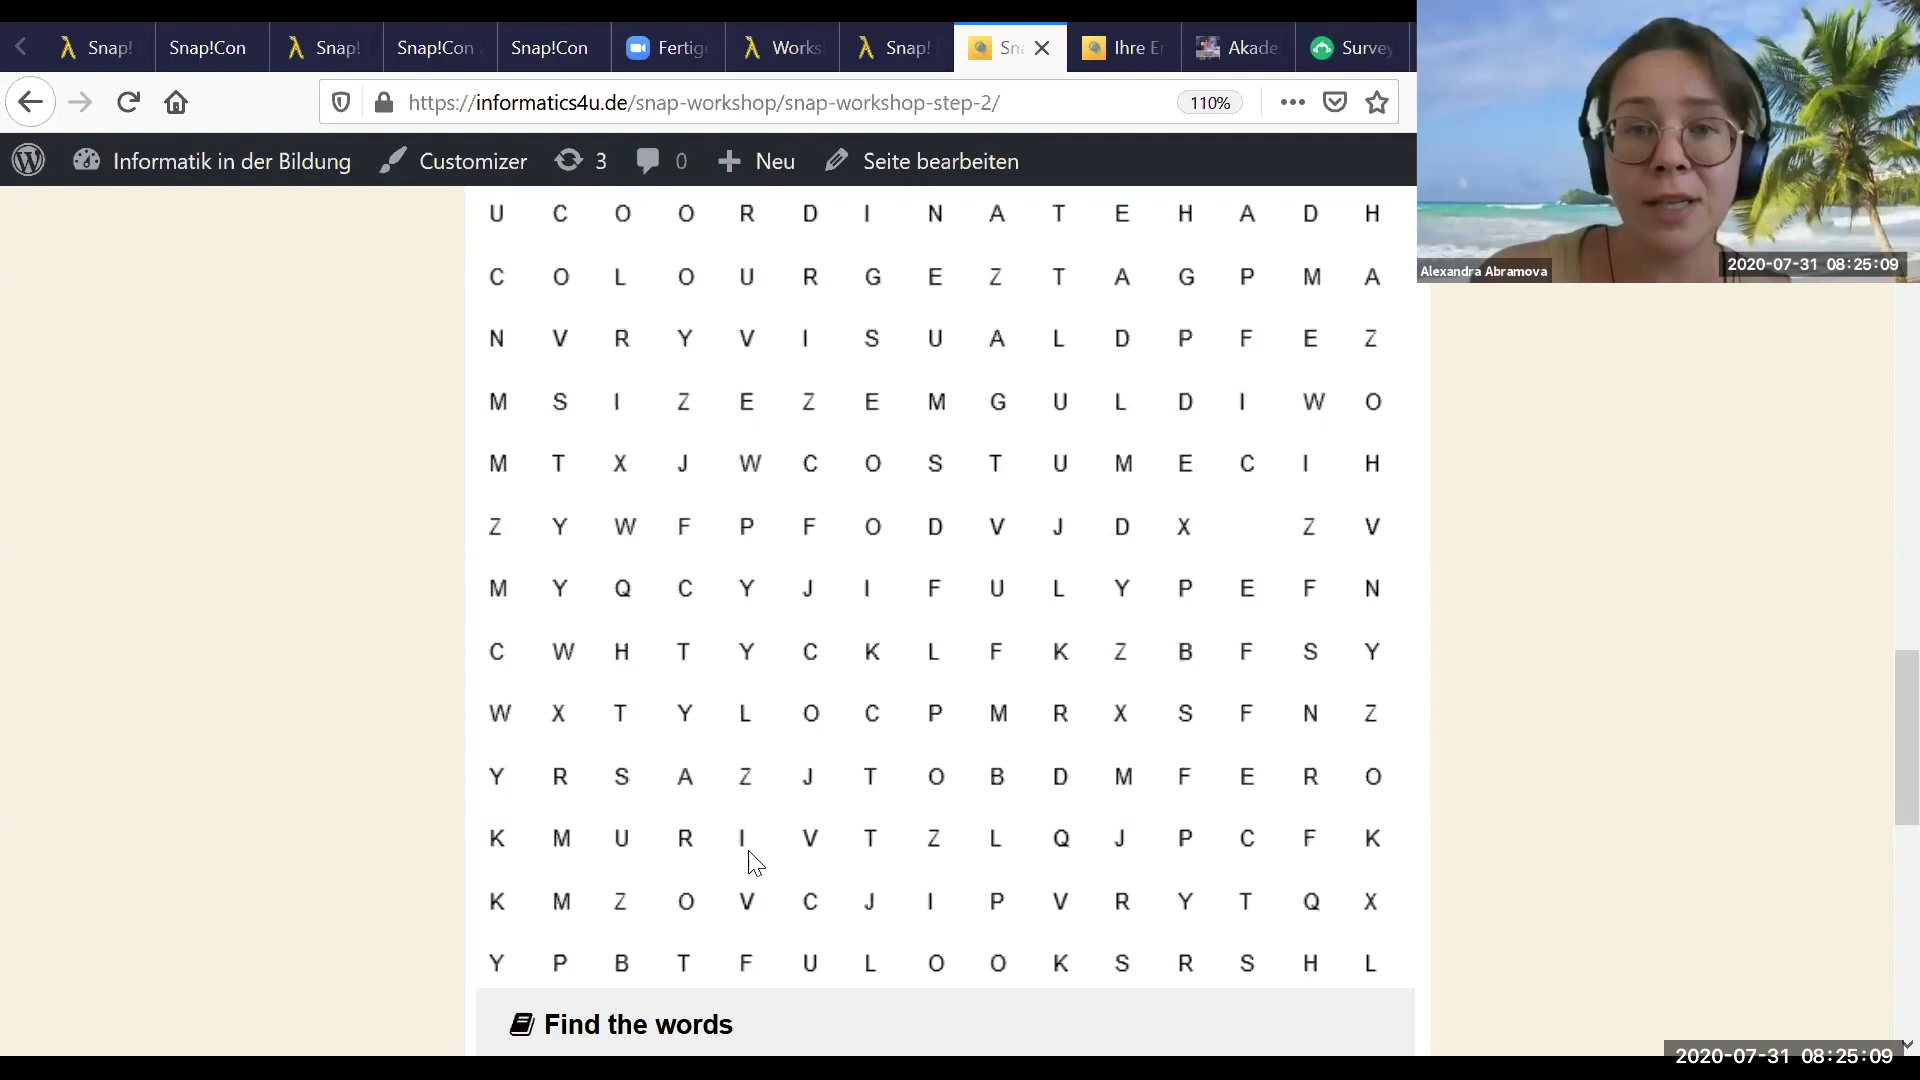 Snap!
Snap!Con
Snap!
Snap!Con
Snap!Con
Fertig
Works
Snap!
Sna
Ihre Er
Akade
Survey
https://informatics4u.de/snap-workshop/snap-workshop-step-2/
110%
Informatik in der Bildung
Customizer
3
0
Neu
Seite bearbeiten
Alexandra Abramova
2020-07-31 08:25:09
U C O O R D I N A T E H A D H
C O L O U R G E Z T A G P M A
N V R Y V I S U A L D P F E Z
M S I Z E Z E M G U L D I W O
M T X J W C O S T U M E C I H
Z Y W F P F O D V J D X Z V
M Y Q C Y J I F U L Y P E F N
C W H T Y C K L F K Z B F S Y
W X T Y L O C P M R X S F N Z
Y R S A Z J T O B D M F E R O
K M U R I V T Z L Q J P C F K
K M Z O V C J I P V R Y T Q X
Y P B T F U L O O K S R S H L
Find the words
2020-07-31 08:25:09